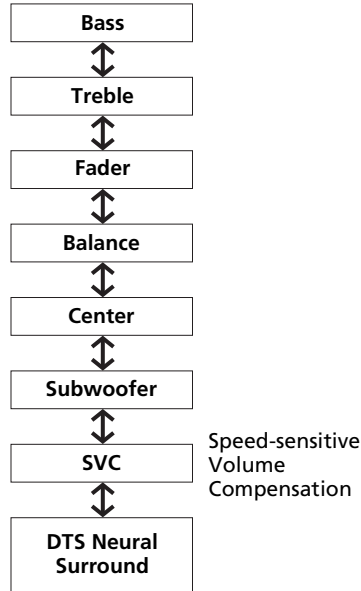 Bass
Treble
Fader
Balance
Center
Subwoofer
SVC
Speed-sensitive
Volume
Compensation
DTS Neural
Surround